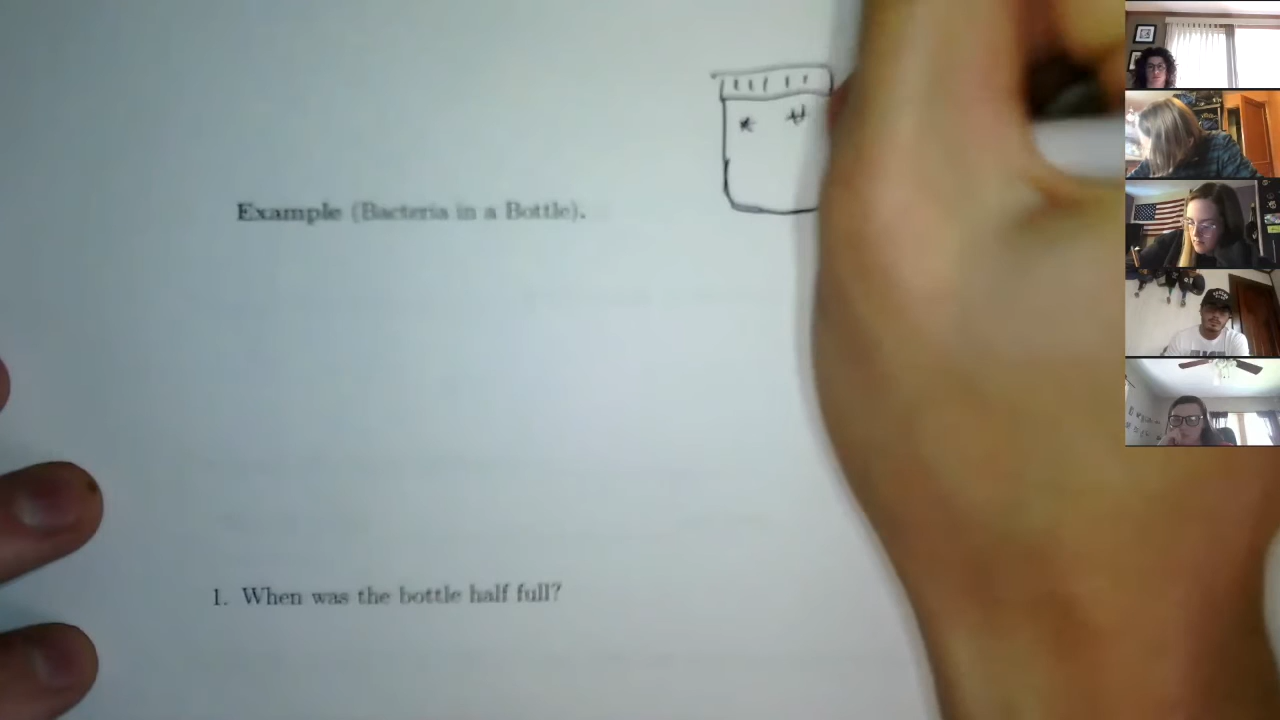 Example (Bacteria in a Bottle).
1. When was the bottle half full?